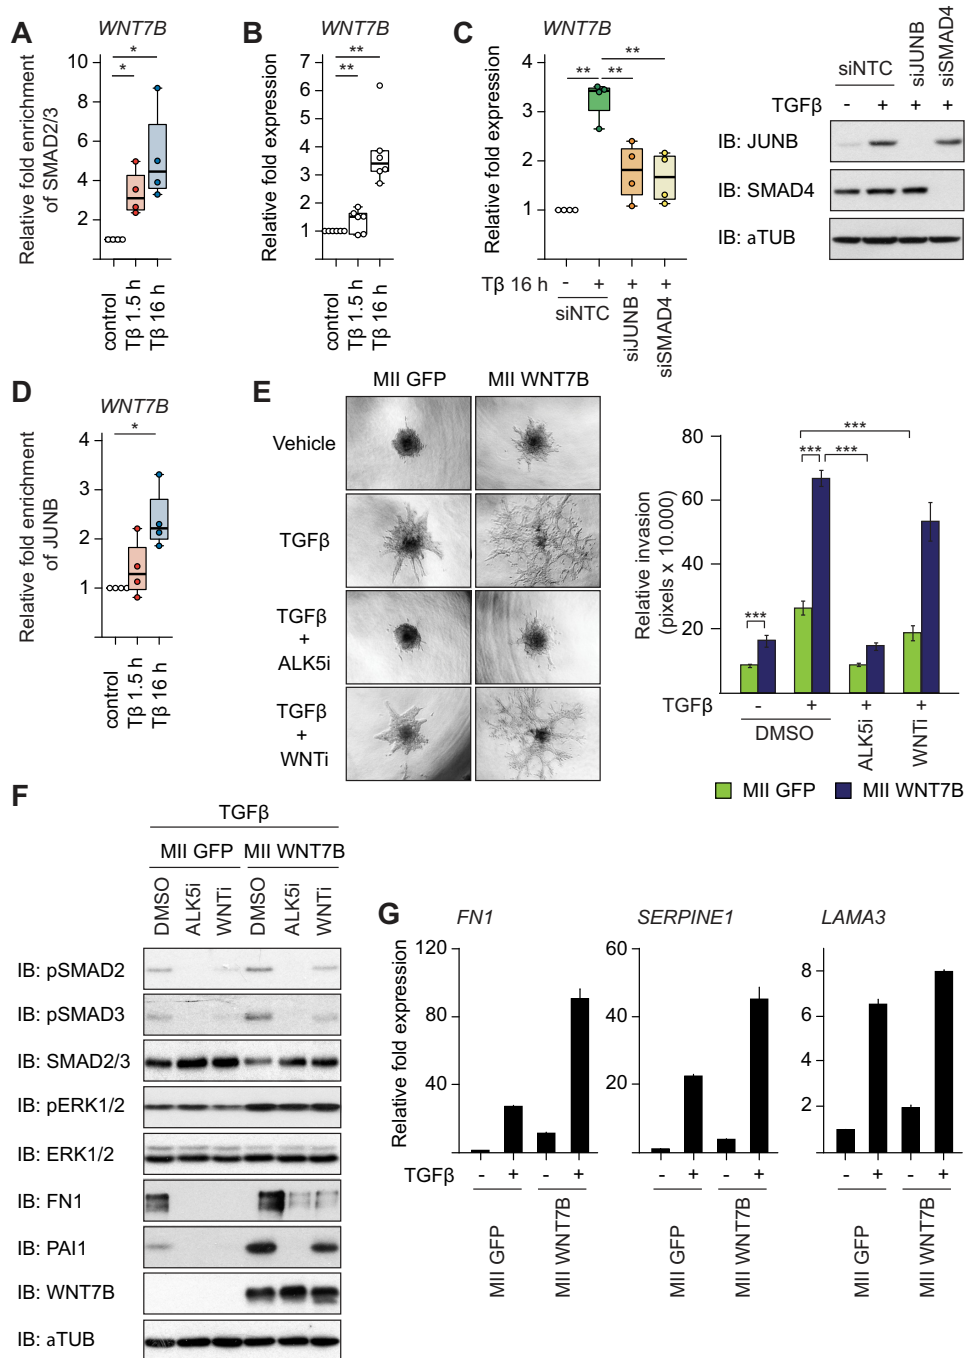 A
WNT7B
Relative fold enrichment
of SMAD2/3
10
8
6
4
2
*
*
control
Tβ 1.5 h
Tβ 16 h
B
WNT7B
Relative fold expression
7
6
5
4
3
2
1
**
**
control
Tβ 1.5 h
Tβ 16 h
C
WNT7B
Relative fold expression
4
3
2
1
**
** **
Tβ 16 h - + + +
siNTC
siJUNB
siSMAD4
siNTC
siJUNB
siSMAD4
TGFβ - + + +
IB: JUNB
IB: SMAD4
IB: aTUB
D
WNT7B
Relative fold enrichment
of JUNB
4
3
2
1
*
control
Tβ 1.5 h
Tβ 16 h
E
MII GFP MII WNT7B
Vehicle
TGFβ
TGFβ
+
ALK5i
TGFβ
+
WNTi
Relative invasion
(pixels x 10.000)
80
60
40
20
***
*** ***
***
TGFβ - + + +
DMSO
ALK5i
WNTi
MII GFP MII WNT7B
F
TGFβ
MII GFP MII WNT7B
DMSO
ALK5i
WNTi
DMSO
ALK5i
WNTi
IB: pSMAD2
IB: pSMAD3
IB: SMAD2/3
IB: pERK1/2
IB: ERK1/2
IB: FN1
IB: PAI1
IB: WNT7B
IB: aTUB
G
FN1
Relative fold expression
120
80
40
TGFβ - + - +
MII GFP
MII WNT7B
SERPINE1
60
40
20
- + - +
MII GFP
MII WNT7B
LAMA3
8
6
4
2
- + - +
MII GFP
MII WNT7B